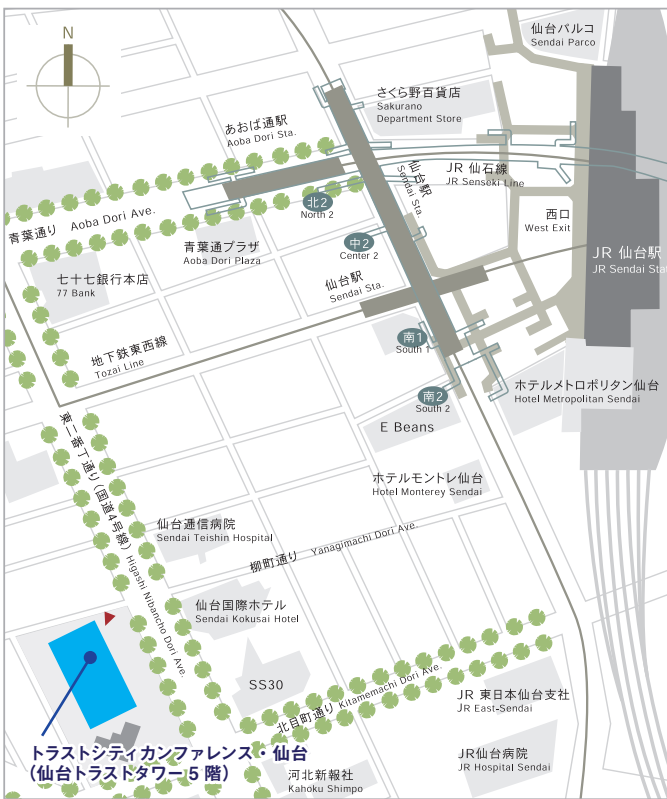 N
仙台パルコ
Sendai Parco
さくら野百貨店
Sakurano
Department Store
あおば通駅
Aoba Dori Sta.
仙台駅
Sendai Sta.
JR 仙石線
JR Senseki Line
北2
North 2
西口
West Exit
青葉通り Aoba Dori Ave.
青葉通プラザ
Aoba Dori Plaza
中2
Center 2
JR 仙台駅
JR Sendai Stat
七十七銀行本店
77 Bank
仙台駅
Sendai Sta.
地下鉄東西線
Tozai Line
南1
South 1
南2
South 2
ホテルメトロポリタン仙台
Hotel Metropolitan Sendai
E Beans
東二番丁通り(国道4号線) Higashi Nibancho Dori Ave.
ホテルモントレ仙台
Hotel Monterey Sendai
仙台逓信病院
Sendai Teishin Hospital
柳町通り Yanagimachi Dori Ave.
仙台国際ホテル
Sendai Kokusai Hotel
SS30
北目町通り Kitamemachi Dori Ave.
JR 東日本仙台支社
JR East-Sendai
トラストシティカンファレンス・仙台
(仙台トラストタワー5階)
河北新報社
Kahoku Shimpo
JR仙台病院
JR Hospital Sendai